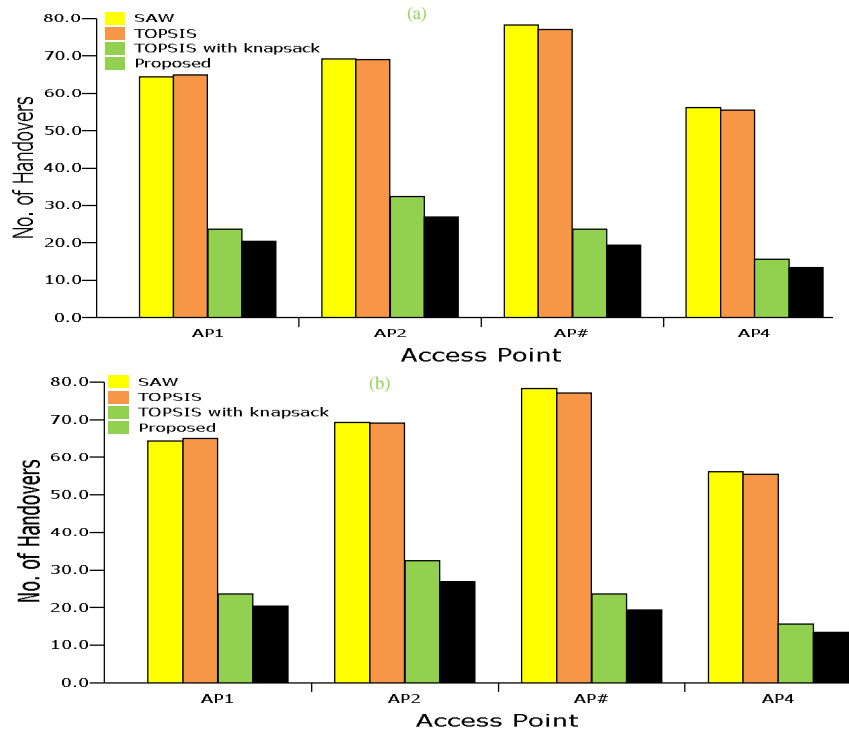 (a)
80.0
70.0
60.0
50.0
40.0
30.0
20.0
10.0
0.0
No. of Handovers
SAW
TOPSIS
TOPSIS with knapsack
Proposed
AP1 AP2 AP# AP4
Access Point
(b)
80.0
70.0
60.0
50.0
40.0
30.0
20.0
10.0
0.0
No. of Handovers
SAW
TOPSIS
TOPSIS with knapsack
Proposed
AP1 AP2 AP# AP4
Access Point